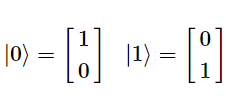 |0⟩ = [1 0] |1⟩ = [0 1]